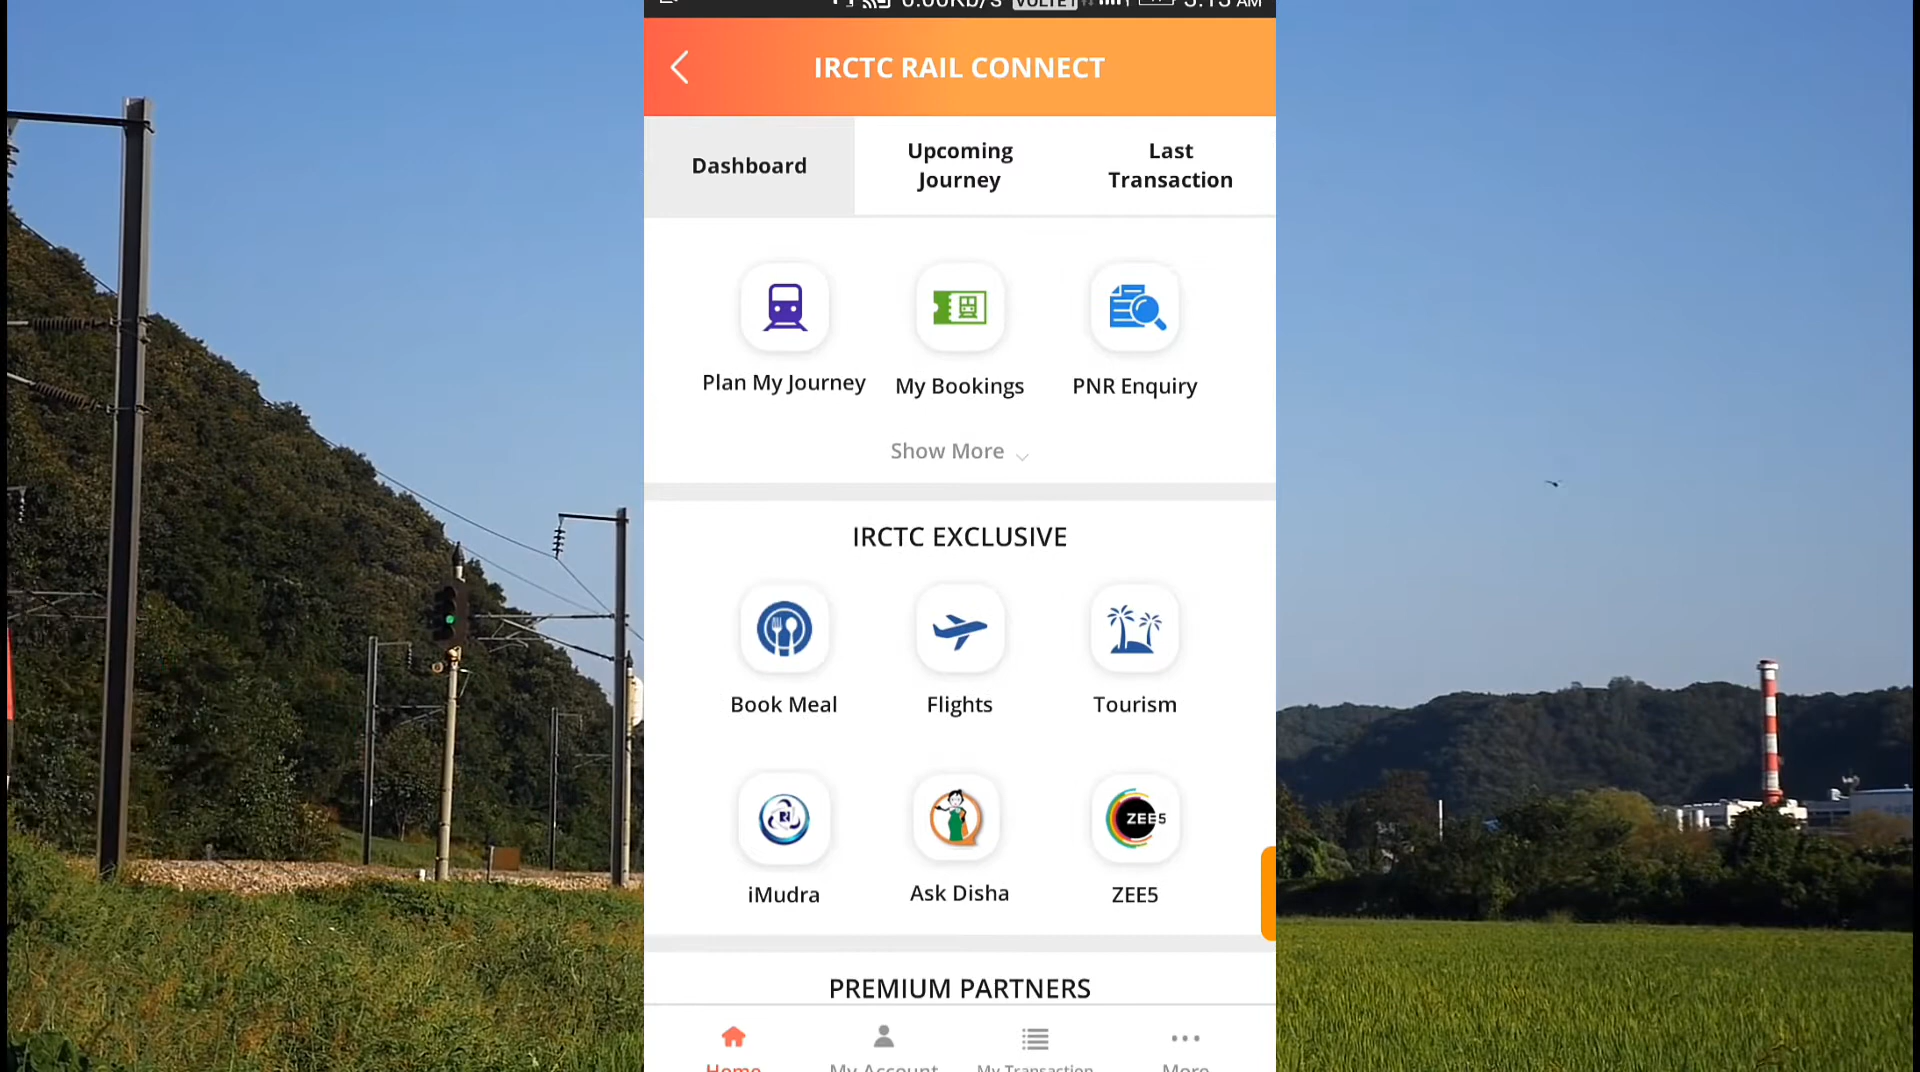 IRCTC RAIL CONNECT
Dashboard
Upcoming
Journey
Last
Transaction
Plan My Journey
My Bookings
PNR Enquiry
Show More
IRCTC EXCLUSIVE
Book Meal
Flights
Tourism
ZEE5
iMudra
Ask Disha
ZEE5
PREMIUM PARTNERS
Home
My Account
My Transaction
More